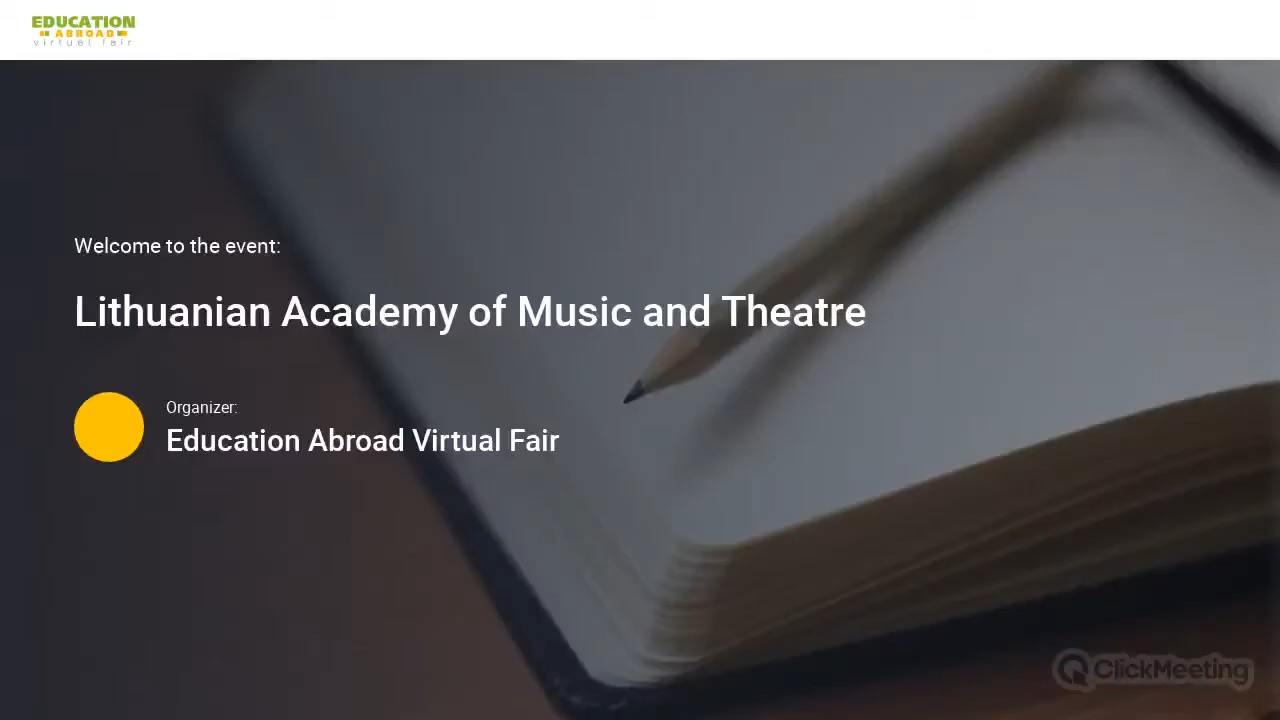 EDUCATION
ABROAD
virtual fair
Welcome to the event:
Lithuanian Academy of Music and Theatre
Organizer:
Education Abroad Virtual Fair
ClickMeeting